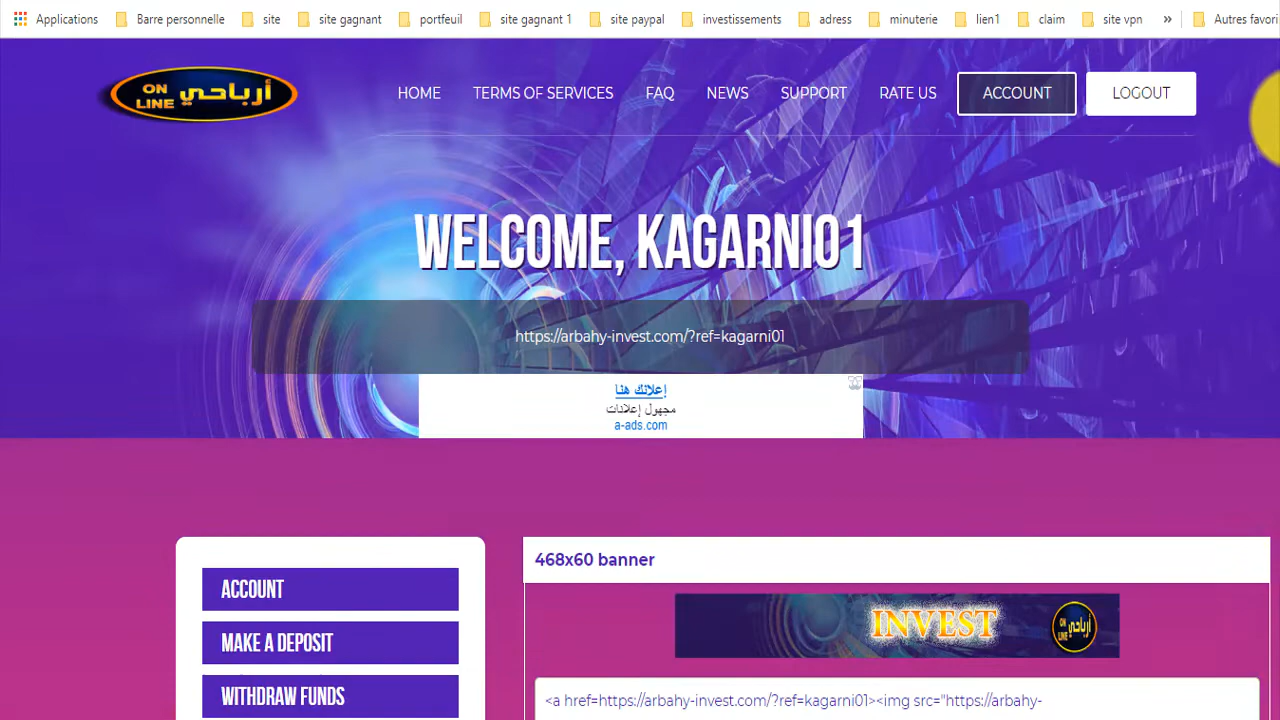 Applications Barre personnelle site site gagnant portfeuil site gagnant 1 site paypal investissements adress minuterie lien1 claim site vpn » Autres favori
ON LINE أرباحي
HOME TERMS OF SERVICES FAQ NEWS SUPPORT RATE US ACCOUNT LOGOUT
WELCOME, KAGARNI01
https://arbahy-invest.com/?ref=kagarni01
إعلانك هنا
مجهول إعلانات
a-ads.com
468x60 banner
ACCOUNT
INVEST ON LINE أرباحي
MAKE A DEPOSIT
WITHDRAW FUNDS
<a href=https://arbahy-invest.com/?ref=kagarni01><img src="https://arbahy-